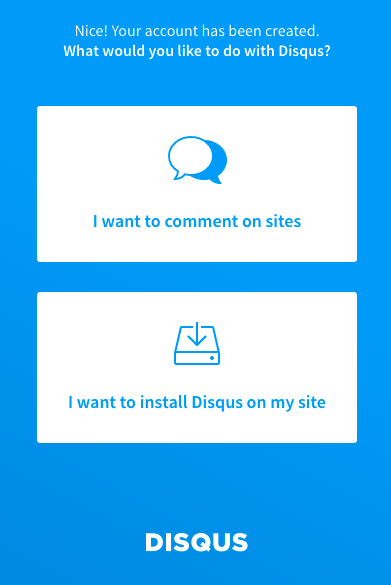 Nice! Your account has been created.
What would you like to do with Disqus?
I want to comment on sites
I want to install Disqus on my site
DISQUS